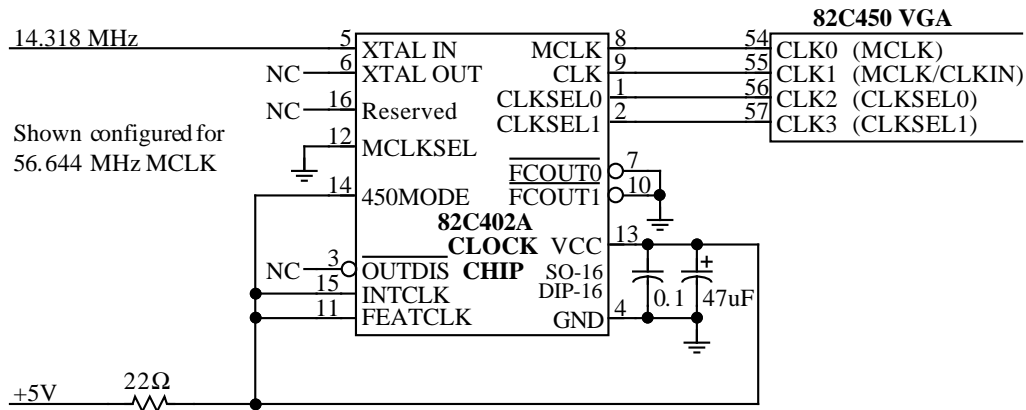 82C450 VGA
14.318 MHz 5 XTAL IN MCLK 8 54 CLK0 (MCLK)
NC 6 XTAL OUT CLK 9 55 CLK1 (MCLK/CLKIN)
NC 16 Reserved CLKSEL0 1 56 CLK2 (CLKSEL0)
CLKSEL1 2 57 CLK3 (CLKSEL1)
Shown configured for
56.644 MHz MCLK
12 MCLKSEL
FCOUT0 7
14 450MODE FCOUT1 10
82C402A
CLOCK
CHIP
VCC 13
NC 3 OUTDIS
SO-16
DIP-16
15 INTCLK
11 FEATCLK
GND 4
+
0.1
47uF
+5V 22Ω